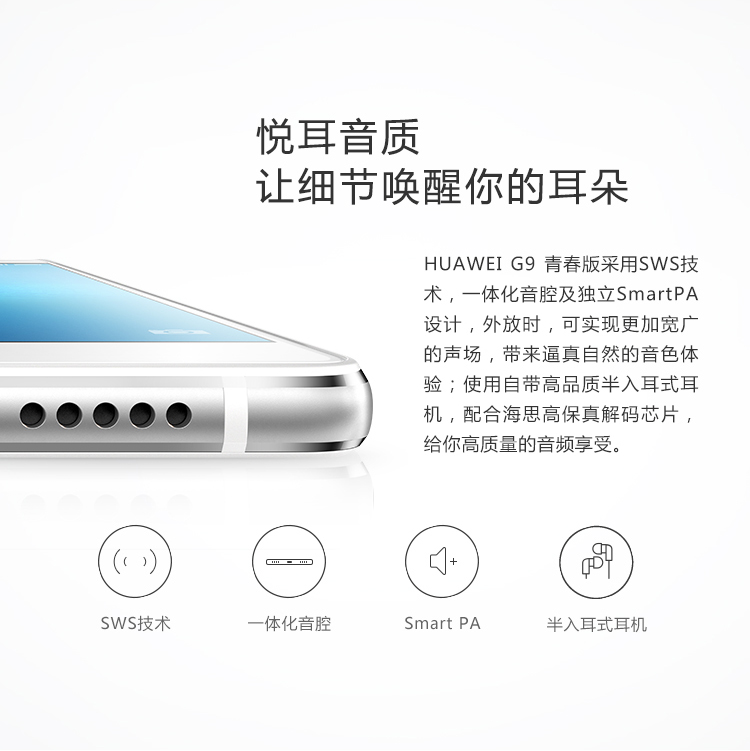 悦耳音质
让细节唤醒你的耳朵
HUAWEI G9 青春版采用SWS技
术，一体化音腔及独立SmartPA
设计，外放时，可实现更加宽广
的声场，带来逼真自然的音色体
验；使用自带高品质半入耳式耳
机，配合海思高保真解码芯片，
给你高质量的音频享受。
SWS技术
一体化音腔
Smart PA
半入耳式耳机